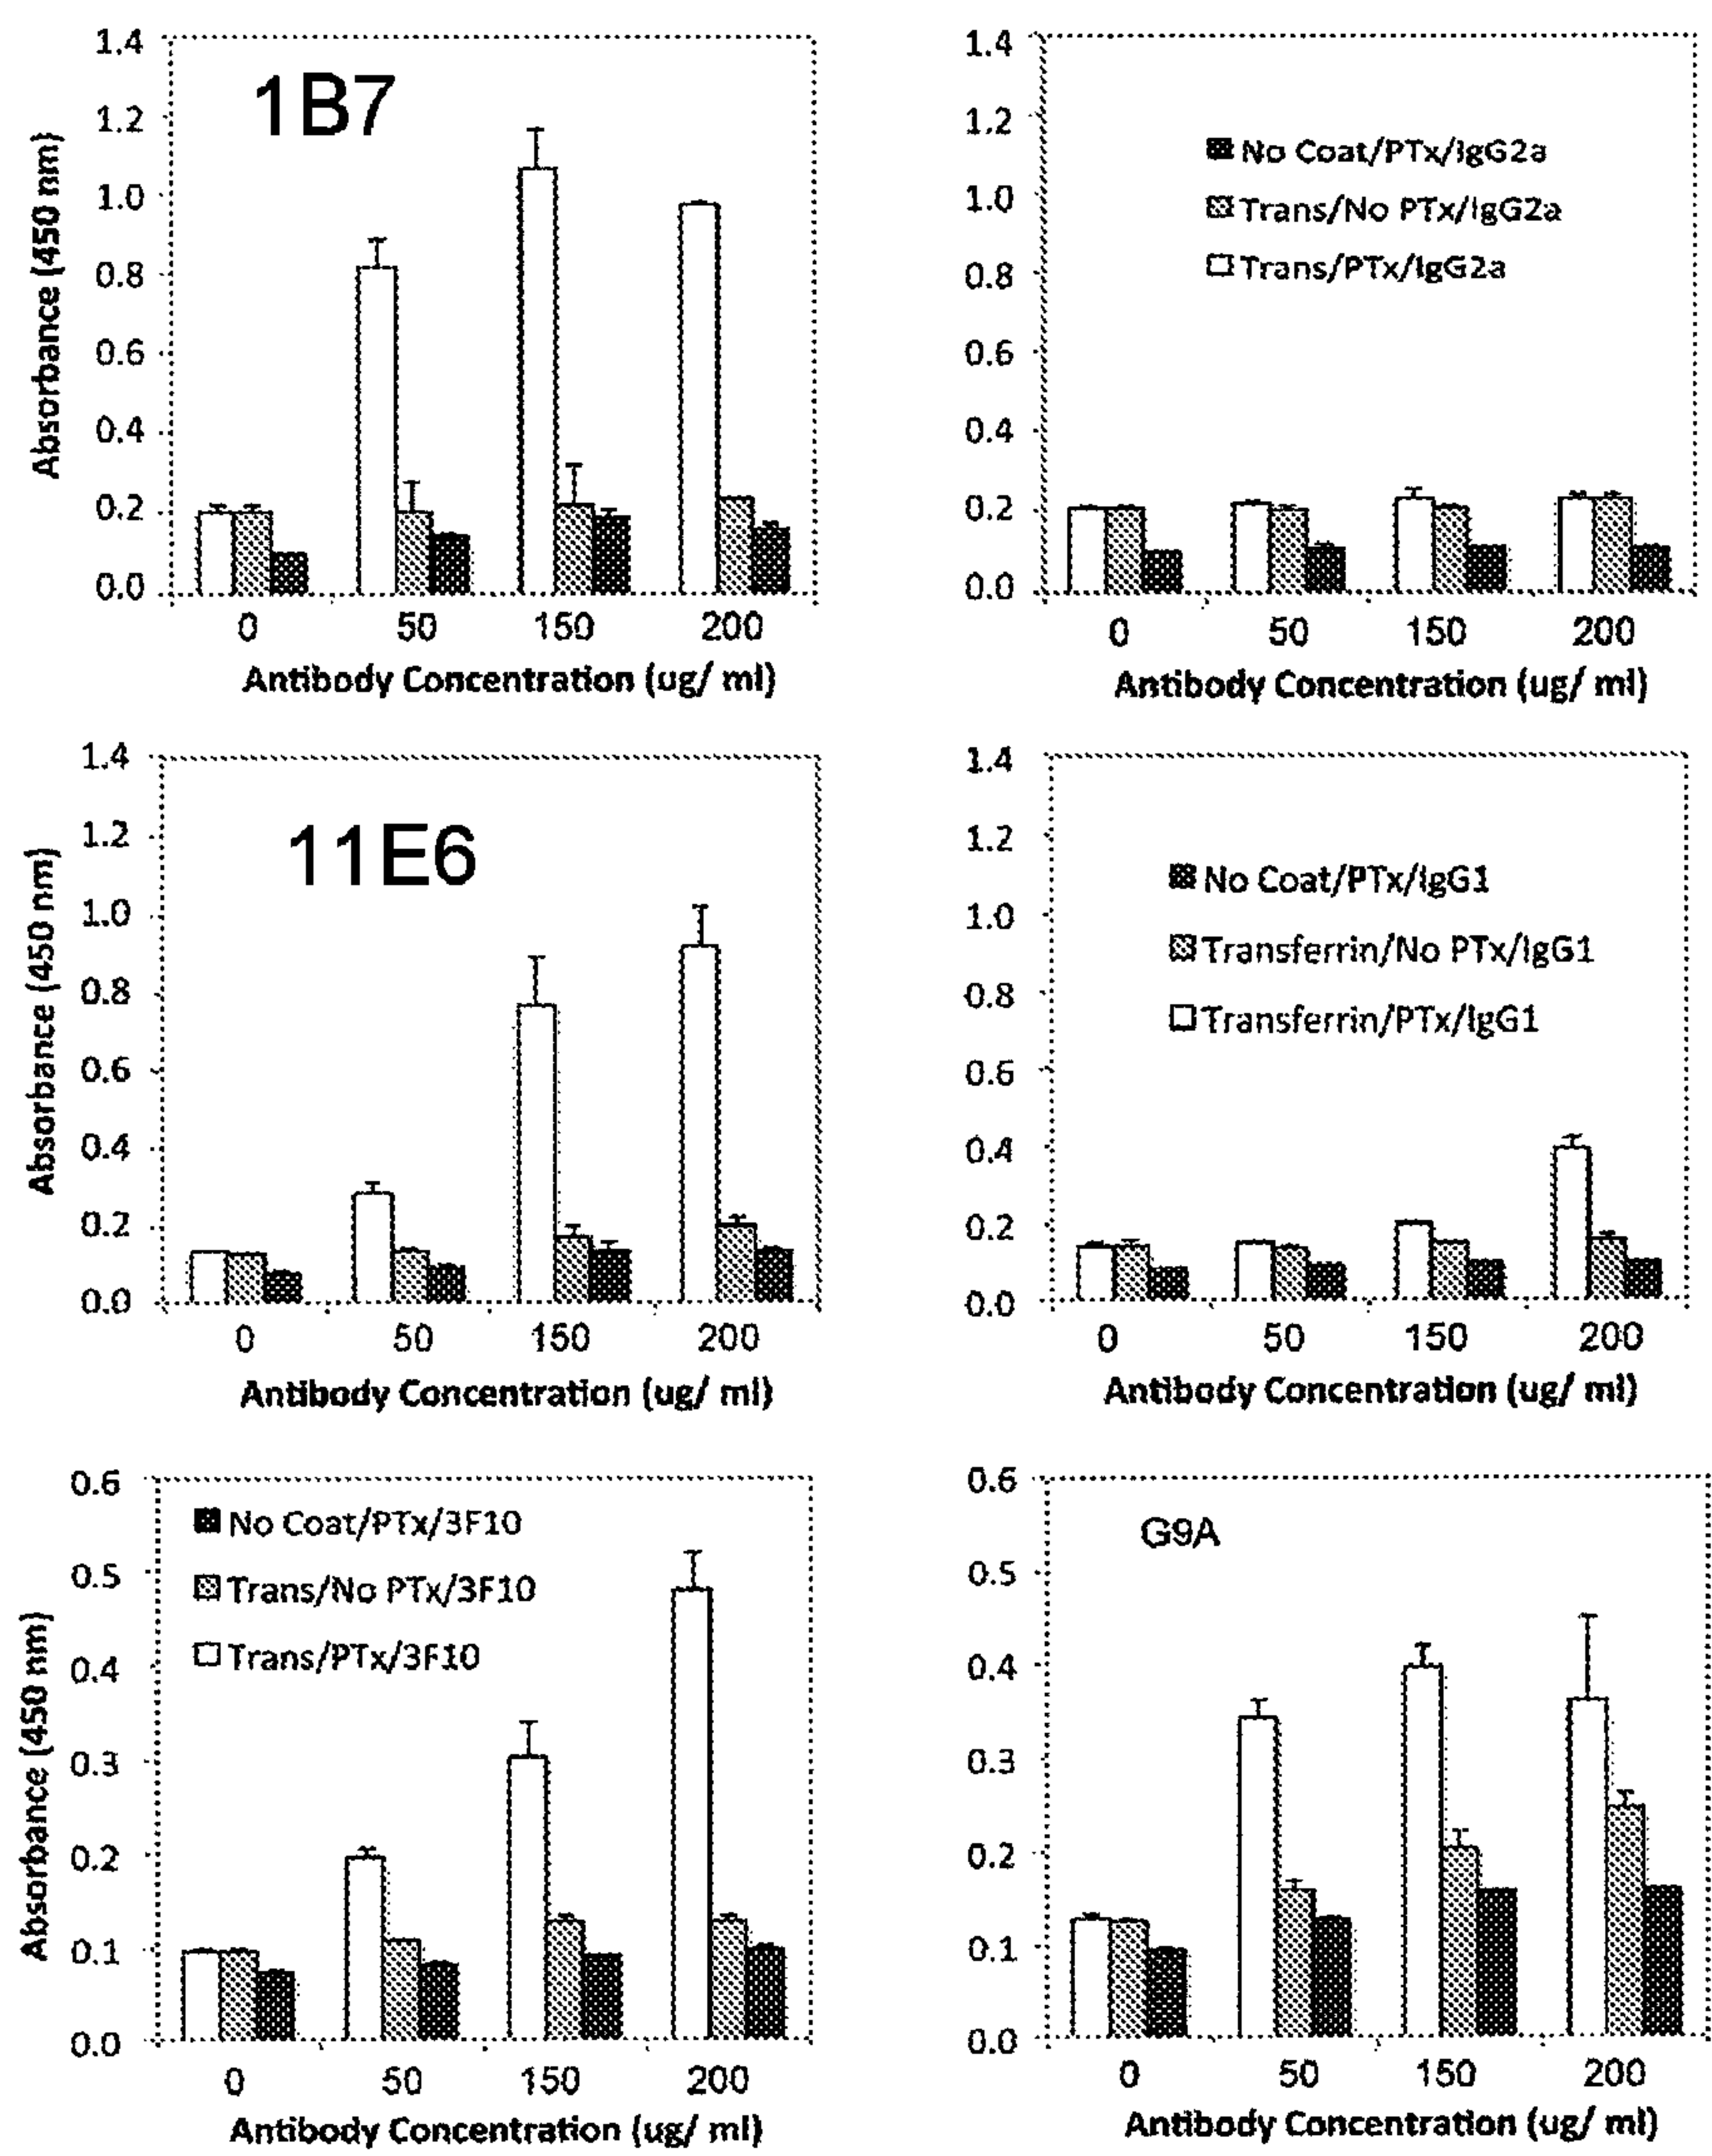 1.4
1.2
1.0
0.8
0.6
0.4
0.2
0.0
Absorbance (450 nm)
1B7
0 50 150 200
Antibody Concentration (ug/ ml)
1.4
1.2
1.0
0.8
0.6
0.4
0.2
0.0
No Coat/PTx/IgG2a
Trans/No PTx/IgG2a
Trans/PTx/IgG2a
0 50 150 200
Antibody Concentration (ug/ ml)
1.4
1.2
1.0
0.8
0.6
0.4
0.2
0.0
Absorbance (450 nm)
11E6
0 50 150 200
Antibody Concentration (ug/ ml)
1.4
1.2
1.0
0.8
0.6
0.4
0.2
0.0
No Coat/PTx/IgG1
Transferrin/No PTx/IgG1
Transferrin/PTx/IgG1
0 50 150 200
Antibody Concentration (ug/ ml)
0.6
0.5
0.4
0.3
0.2
0.1
0.0
Absorbance (450 nm)
No Coat/PTx/3F10
Trans/No PTx/3F10
Trans/PTx/3F10
0 50 150 200
Antibody Concentration (ug/ ml)
0.6
0.5
0.4
0.3
0.2
0.1
0.0
G9A
0 50 150 200
Antibody Concentration (ug/ ml)